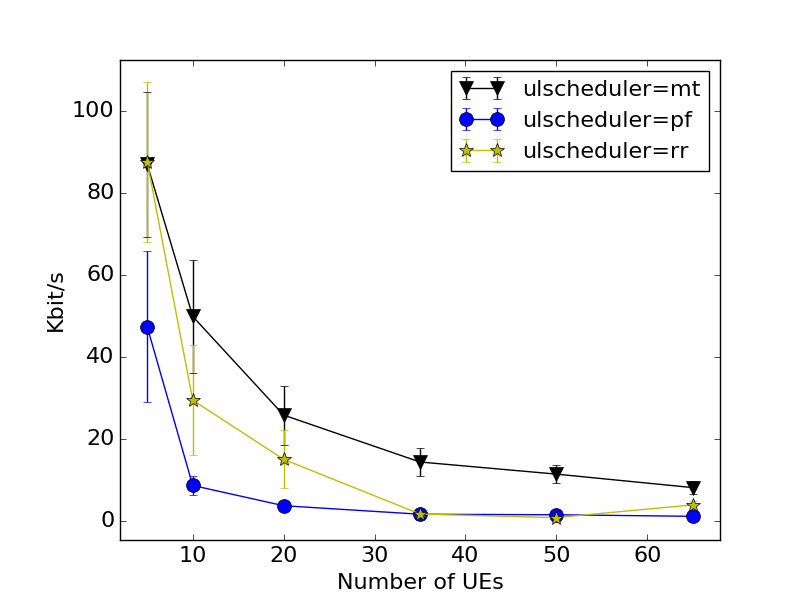 ulscheduler=mt
ulscheduler=pf
ulscheduler=rr
100
80
60
40
20
0
Kbit/s
10 20 30 40 50 60
Number of UEs